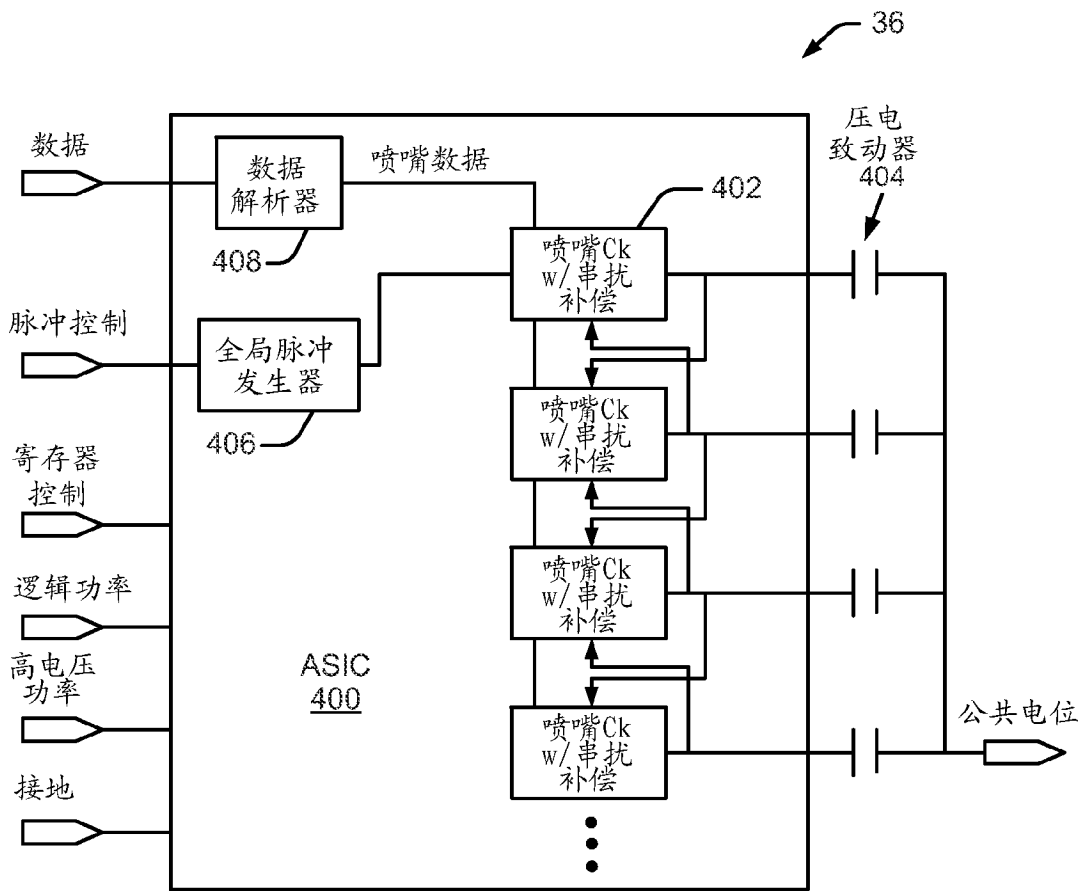 36
数据
数据
解析器
408
喷嘴数据
402
压电
致动器
404
喷嘴Ck
w/串扰
补偿
脉冲控制
全局脉冲
发生器
406
喷嘴Ck
w/串扰
补偿
寄存器
控制
喷嘴Ck
w/串扰
补偿
逻辑功率
高电压
功率
ASIC
400
喷嘴Ck
w/串扰
补偿
公共电位
接地